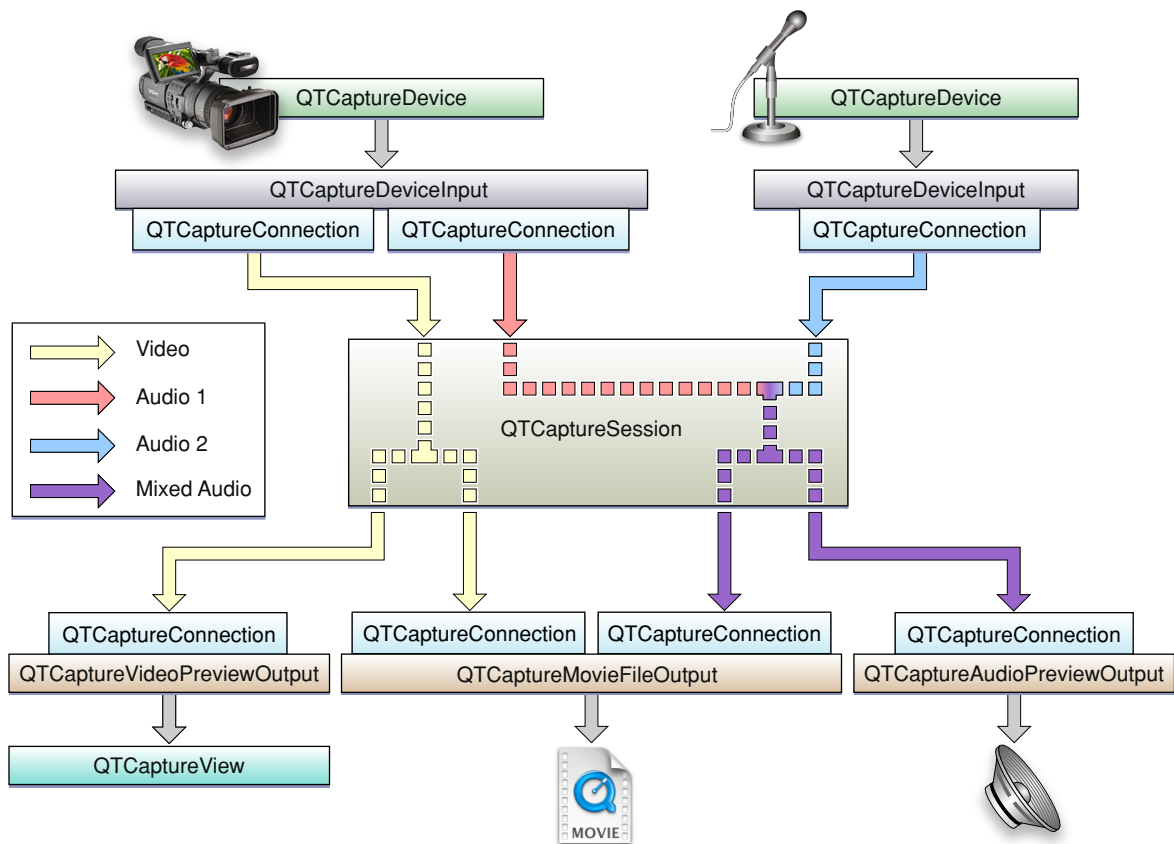 QTCaptureDevice
QTCaptureDevice
QTCaptureDeviceInput
QTCaptureDeviceInput
QTCaptureConnection
QTCaptureConnection
QTCaptureConnection
Video
Audio 1
Audio 2
Mixed Audio
QTCaptureSession
QTCaptureConnection
QTCaptureConnection
QTCaptureConnection
QTCaptureConnection
QTCaptureVideoPreviewOutput
QTCaptureMovieFileOutput
QTCaptureAudioPreviewOutput
QTCaptureView
MOVIE